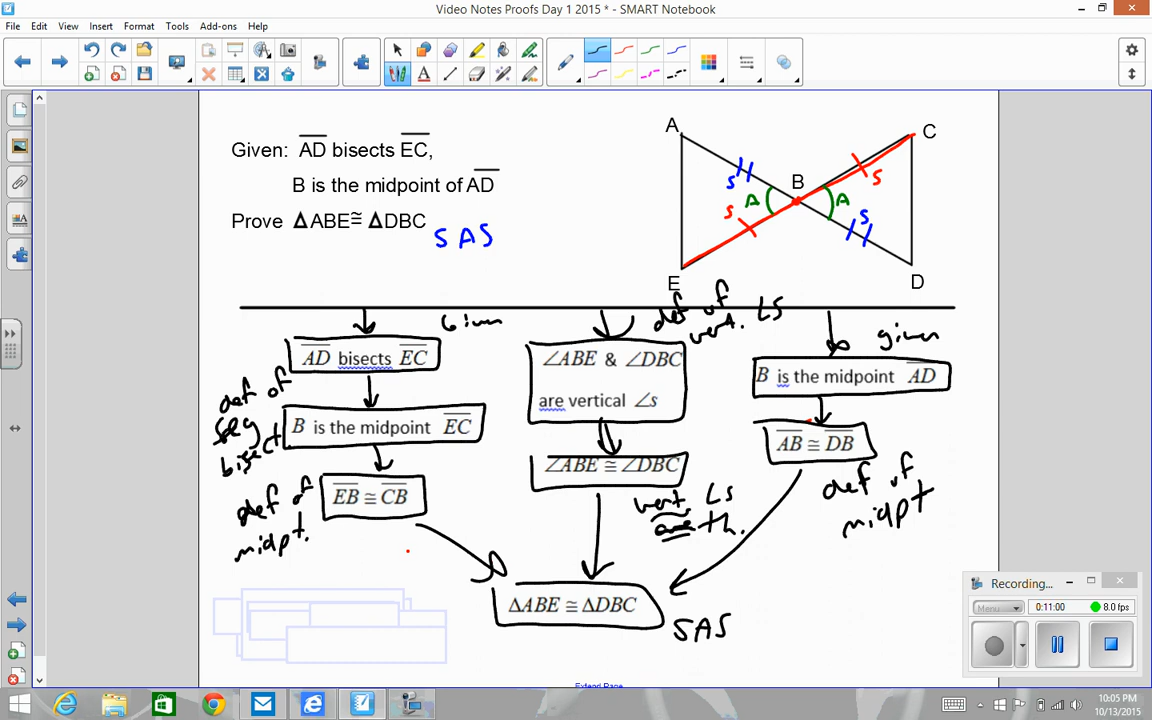 Video Notes Proofs Day 1 2015 * - SMART Notebook
File Edit View Insert Format Tools Add-ons Help
Given: AD bisects EC,
B is the midpoint of AD
Prove ΔABE≅ ΔDBC
SAS
A
C
B
E
D
S
S
A
A
S
S
Given
def of vert. ∠s
given
AD bisects EC
def of seg bisect
B is the midpoint EC
def of midpt.
EB ≅ CB
∠ABE & ∠DBC
are vertical ∠s
∠ABE ≅ ∠DBC
vert ∠s
are th.
B is the midpoint AD
AB ≅ DB
def of midpt
ΔABE ≅ ΔDBC
SAS
Extend Page
Recording...
Menu 0:11:00 8.0 fps
10:05 PM
10/13/2015